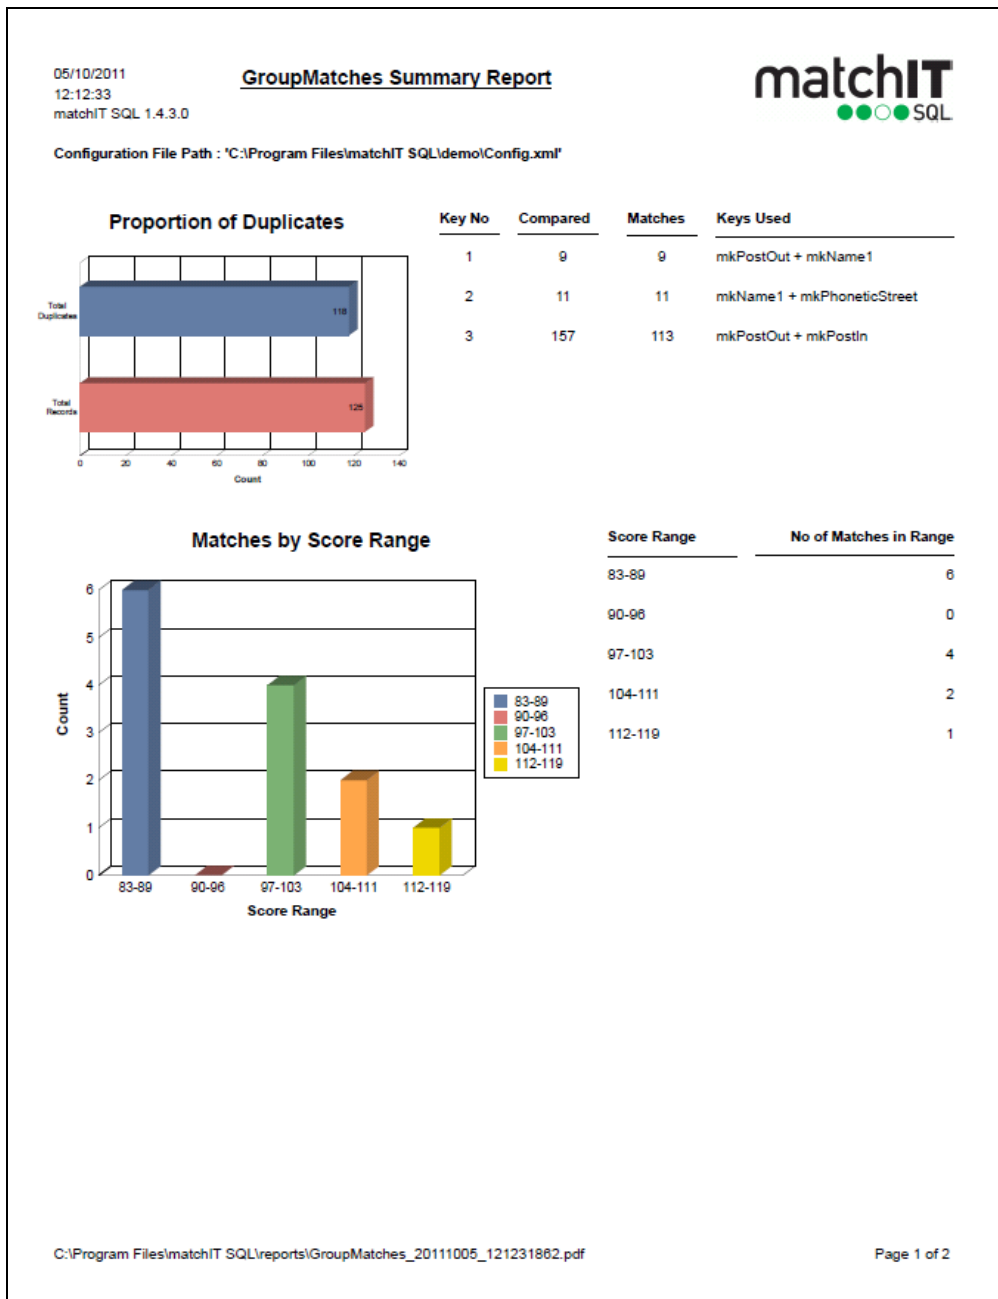 05/10/2011
12:12:33
matchIT SQL 1.4.3.0
GroupMatches Summary Report
matchIT
SQL
Configuration File Path : 'C:\Program Files\matchIT SQL\demo\Config.xml'
Proportion of Duplicates
Total
Duplicates
118
Total
Records
125
0 20 40 60 80 100 120 140
Count
Key No Compared Matches Keys Used
1 9 9 mkPostOut + mkName1
2 11 11 mkName1 + mkPhoneticStreet
3 157 113 mkPostOut + mkPostIn
Matches by Score Range
Count
6
5
4
3
2
1
0
83-89 90-96 97-103 104-111 112-119
Score Range
83-89
90-96
97-103
104-111
112-119
Score Range No of Matches in Range
83-89 6
90-96 0
97-103 4
104-111 2
112-119 1
C:\Program Files\matchIT SQL\reports\GroupMatches_20111005_121231862.pdf
Page 1 of 2